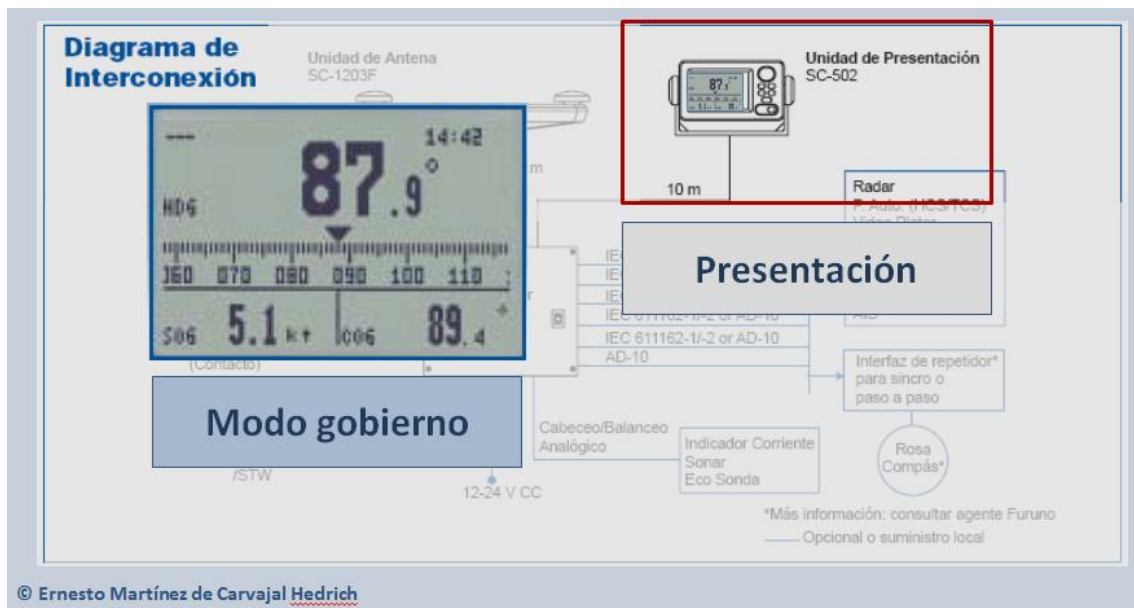 Diagrama de
Interconexión
Unidad de Antena
SC-1203F
Unidad de Presentación
SC-502
87
---
14:42
87.9°
HDG
060 070 080 090 100 110
SOG 5.1 kt COG 89.4°
m
10 m
Radar
P. Auto. (HCS/TCS)
Presentación
IEC 611162-1/-2 or AD-10
IEC 611162-1/-2 or AD-10
AD-10
(Contacto)
Modo gobierno
Interfaz de repetidor*
para sincro o
paso a paso
Cabeceo/Balanceo
Analógico
Indicador Corriente
Sonar
Eco Sonda
Rosa
Compás*
/STW
12-24 V CC
*Más información: consultar agente Furuno
Opcional o suministro local
© Ernesto Martínez de Carvajal Hedrich